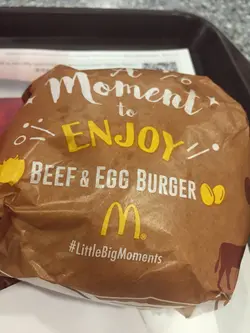 A
Moment
to
ENJOY
BEEF & EGG BURGER
M
#LittleBigMoments